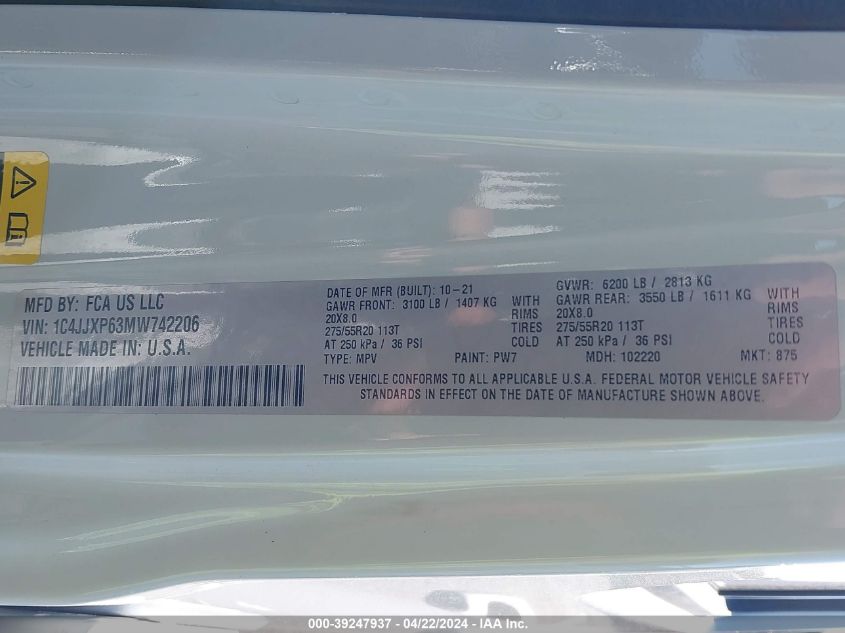 MFD BY: FCA US LLC
VIN: 1C4JJXP63MW742206
VEHICLE MADE IN: U.S.A.
DATE OF MFR (BUILT): 10-21
GAWR FRONT: 3100 LB / 1407 KG WITH
20X8.0 RIMS
275/55R20 113T TIRES
AT 250 kPa / 36 PSI COLD
TYPE: MPV PAINT: PW7
GVWR: 6200 LB / 2813 KG
GAWR REAR: 3550 LB / 1611 KG WITH
20X8.0 RIMS
275/55R20 113T TIRES
AT 250 kPa / 36 PSI COLD
MDH: 102220 MKT: 875
THIS VEHICLE CONFORMS TO ALL APPLICABLE U.S.A. FEDERAL MOTOR VEHICLE SAFETY
STANDARDS IN EFFECT ON THE DATE OF MANUFACTURE SHOWN ABOVE.
000-39247937 - 04/22/2024 - IAA Inc.